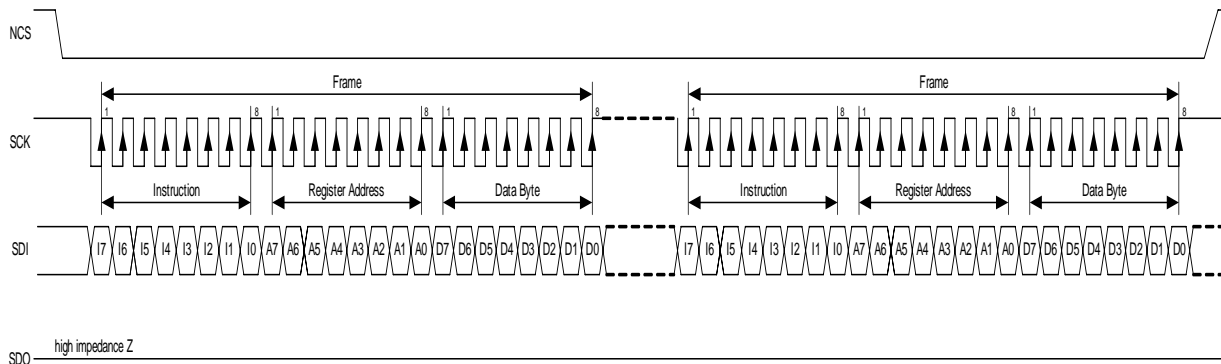 NCS
Frame Frame
1 8 1 8 1 8 1 8 1 8 1 8
SCK
Instruction Register Address Data Byte Instruction Register Address Data Byte
SDI I7 I6 I5 I4 I3 I2 I1 I0 A7 A6 A5 A4 A3 A2 A1 A0 D7 D6 D5 D4 D3 D2 D1 D0 I7 I6 I5 I4 I3 I2 I1 I0 A7 A6 A5 A4 A3 A2 A1 A0 D7 D6 D5 D4 D3 D2 D1 D0
high impedance Z
SDO